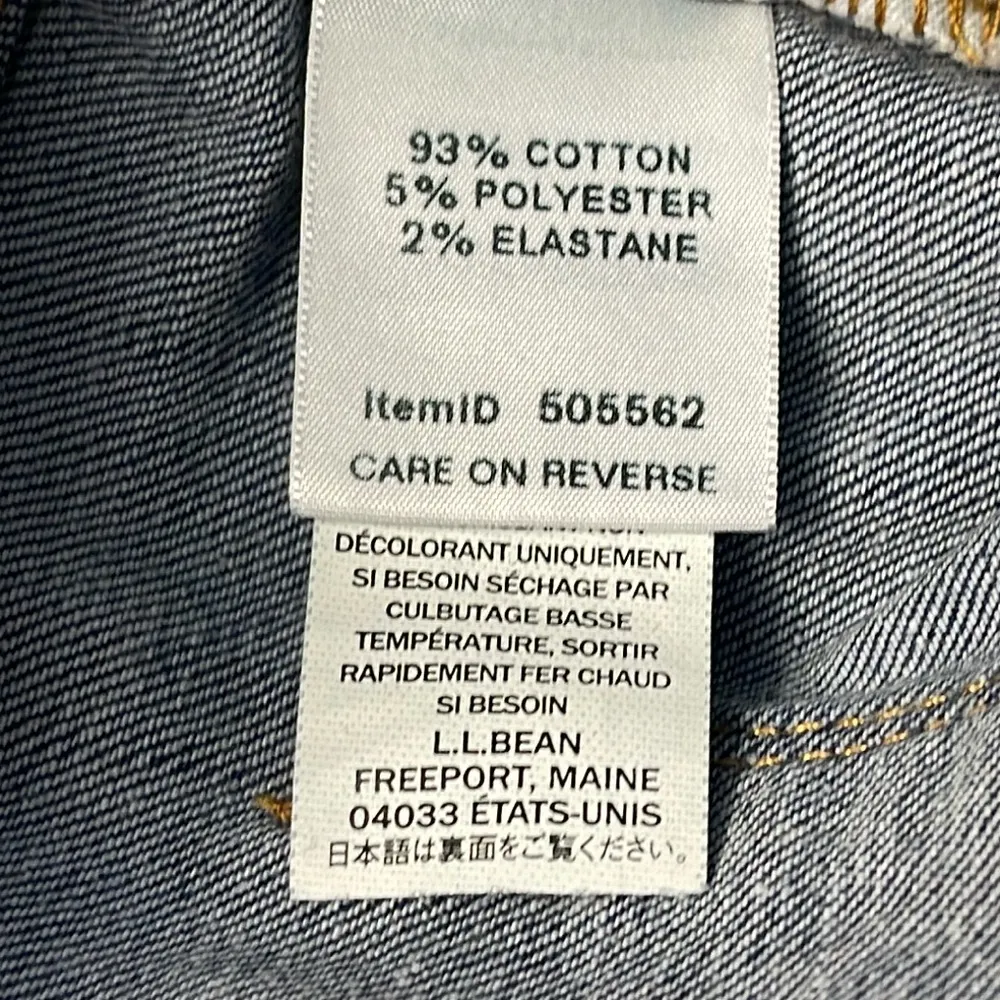 93% COTTON
5% POLYESTER
2% ELASTANE
ItemID 505562
CARE ON REVERSE
DÉCOLORANT UNIQUEMENT,
SI BESOIN SÉCHAGE PAR
CULBUTAGE BASSE
TEMPÉRATURE, SORTIR
RAPIDEMENT FER CHAUD
SI BESOIN
L.L.BEAN
FREEPORT, MAINE
04033 ÉTATS-UNIS
日本語は裏面をご覧ください。